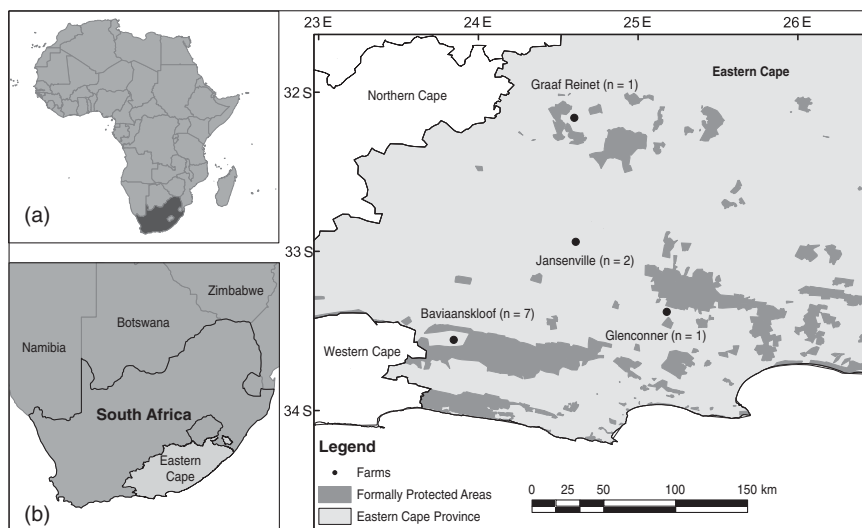 (a)
Zimbabwe
Botswana
Namibia
South Africa
Eastern
Cape
(b)
23 E
24 E
25 E
26 E
32 S
33 S
34 S
Northern Cape
Graaf Reinet (n = 1)
Eastern Cape
Jansenville (n = 2)
Baviaanskloof (n = 7)
Glenconner (n = 1)
Western Cape
Legend
Farms
Formally Protected Areas
Eastern Cape Province
0 25 50 100 150 km